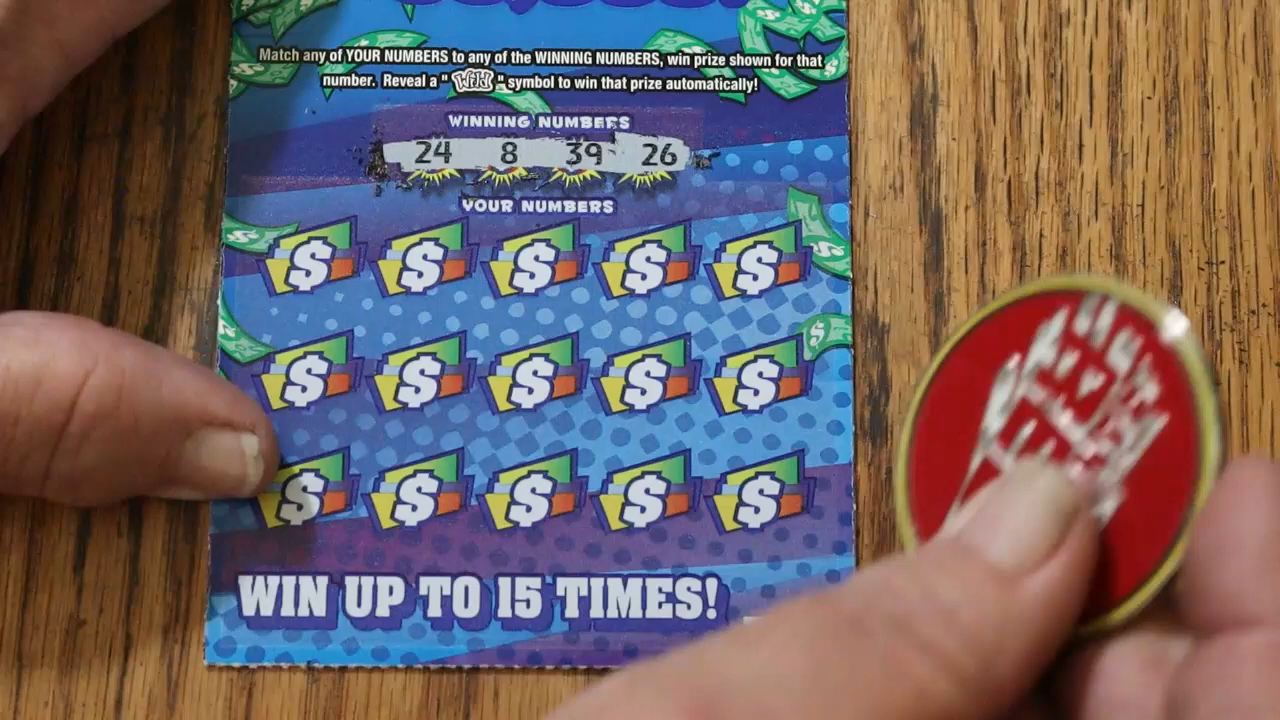 Match any of YOUR NUMBERS to any of the WINNING NUMBERS, win prize shown for that
number. Reveal a "Wild" symbol to win that prize automatically!
WINNING NUMBERS
24 8 39 26
YOUR NUMBERS
$ $ $ $ $
$ $ $ $ $
$ $ $ $ $
WIN UP TO 15 TIMES!